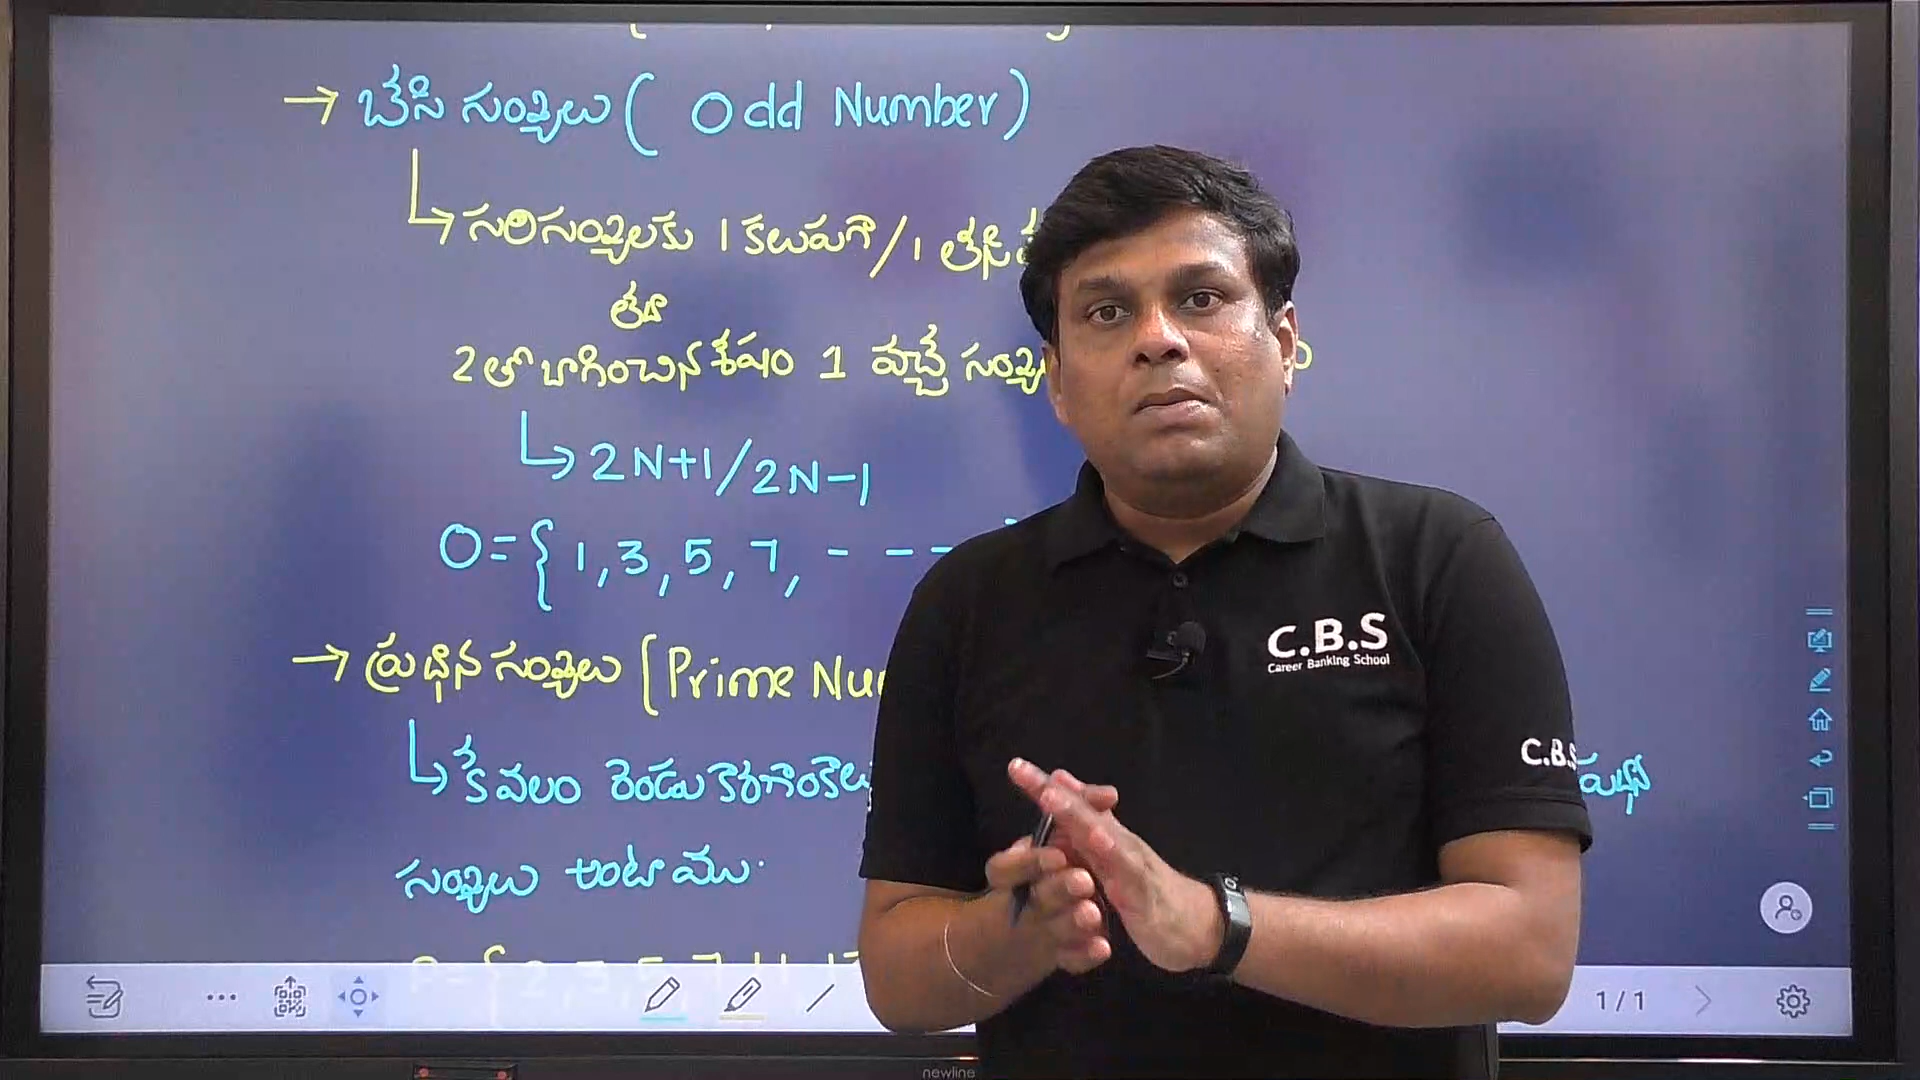 → బేసి సంఖ్యలు ( Odd Number)
↳ సరిసంఖ్యలకు 1 కలుపగా/1 తీసి
లేదా
2తో బాగించిన శేషం 1 వచ్చే సంఖ్య
↳ 2N+1/2N-1
O={ 1, 3, 5, 7, - - -
→ ప్రధాన సంఖ్యలు [Prime Nu
↳ కేవలం రెండు కారణాంకాలు
సంఖ్యలు అంటాము.
C.B.S
Career Banking School
C.B.S
1/1
newline